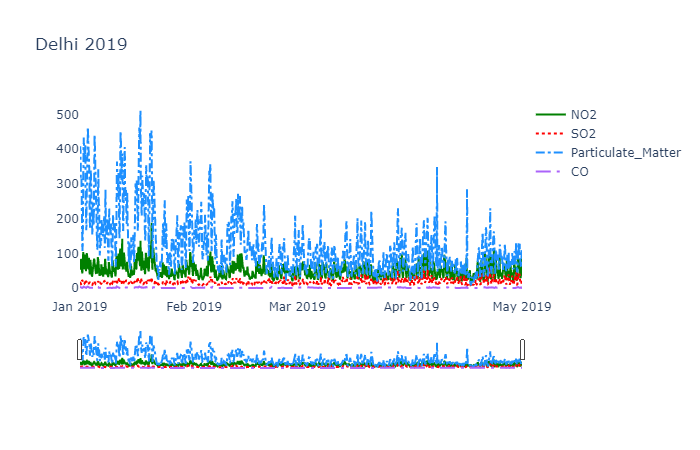 Delhi 2019
500
400
300
200
100
0
Jan 2019 Feb 2019 Mar 2019 Apr 2019 May 2019
NO2
SO2
Particulate_Matter
CO